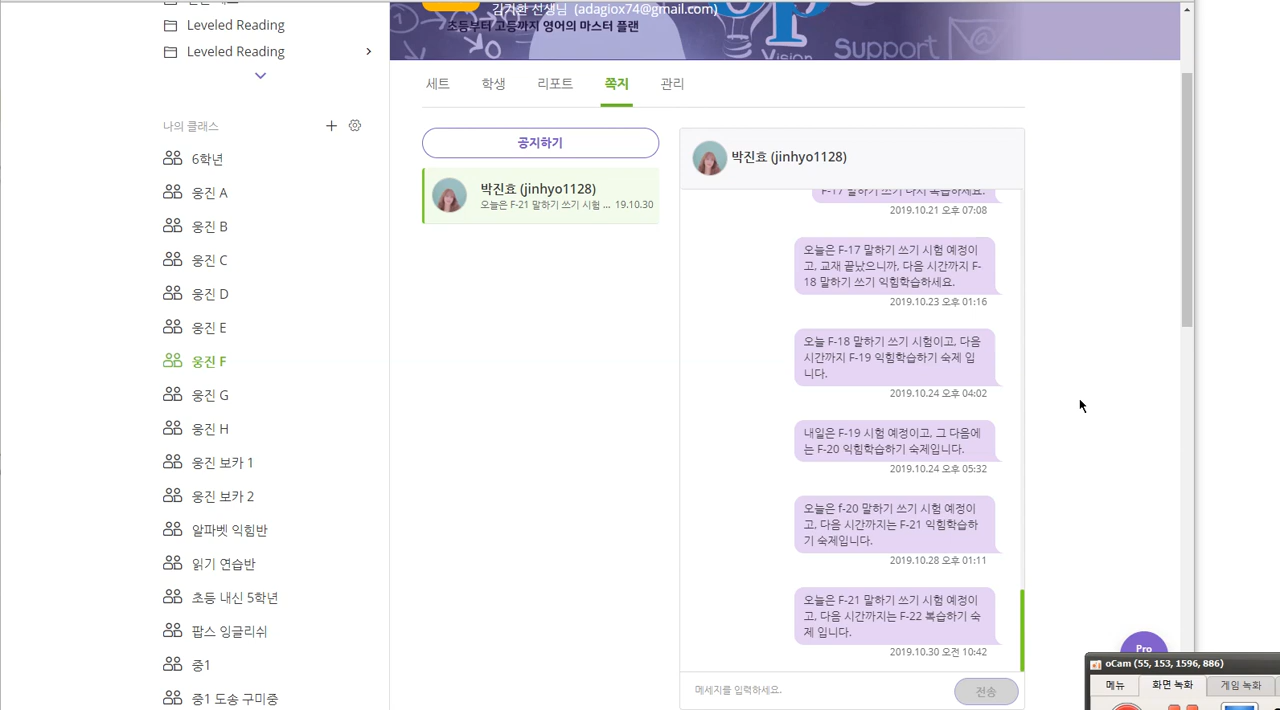 Leveled Reading
Leveled Reading
나의 클래스
6학년
웅진 A
웅진 B
웅진 C
웅진 D
웅진 E
웅진 F
웅진 G
웅진 H
웅진 보카 1
웅진 보카 2
알파벳 익힘반
읽기 연습반
초등 내신 5학년
팝스 잉글리쉬
중1
중1 도송 구미중
선생님 (adagiox74@gmail.com)
초등부터 고등까지 영어의 마스터 플랜
Vision
Support
세트 학생 리포트 쪽지 관리
공지하기
박진효 (jinhyo1128)
오늘은 F-21 말하기 쓰기 시험 ... 19.10.30
박진효 (jinhyo1128)
F-17 말하기 쓰기 다시 복습하세요.
2019.10.21 오후 07:08
오늘은 F-17 말하기 쓰기 시험 예정이
고, 교재 끝났으니까, 다음 시간까지 F-
18 말하기 쓰기 익힘학습하세요.
2019.10.23 오후 01:16
오늘 F-18 말하기 쓰기 시험이고, 다음
시간까지 F-19 익힘학습하기 숙제 입
니다.
2019.10.24 오후 04:02
내일은 F-19 시험 예정이고, 그 다음에
는 F-20 익힘학습하기 숙제입니다.
2019.10.24 오후 05:32
오늘은 f-20 말하기 쓰기 시험 예정이
고, 다음 시간까지는 F-21 익힘학습하
기 숙제입니다.
2019.10.28 오후 01:11
오늘은 F-21 말하기 쓰기 시험 예정이
고, 다음 시간까지는 F-22 복습하기 숙
제 입니다.
2019.10.30 오전 10:42
메세지를 입력하세요.
전송
Pro
oCam (55, 153, 1596, 886)
메뉴 화면 녹화 게임 녹화